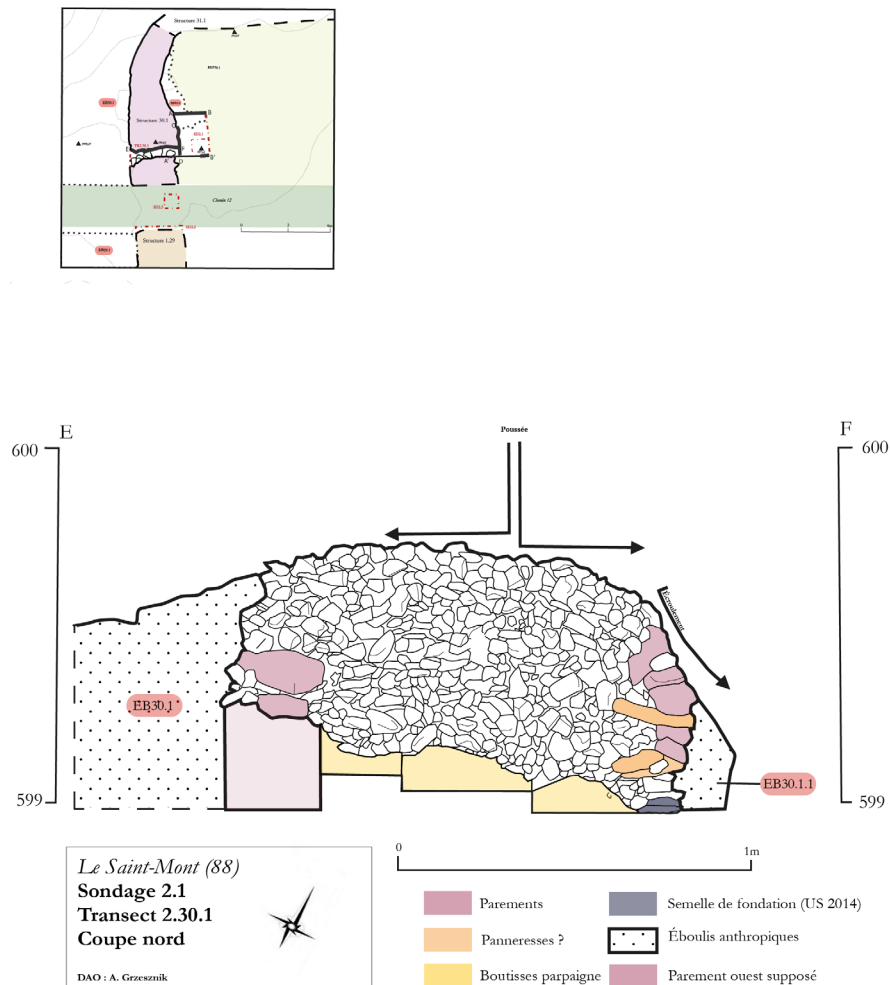 Structure 31.1
Structure 30.1
A
B
E
F
A'
D
B'
Chemin 12
Structure 1.29
0
E
F
Poussée
600
600
Écroulement
EB30.1
EB30.1.1
599
599
0
1m
Le Saint-Mont (88)
Sondage 2.1
Transect 2.30.1
Coupe nord
DAO : A. Grzesznik
Parements
Panneresses ?
Boutisses parpaigne
Semelle de fondation (US 2014)
Éboulis anthropiques
Parement ouest supposé